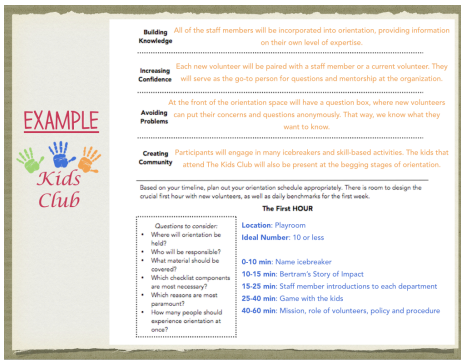 EXAMPLE
Kids
Club
Building
Knowledge
All of the staff members will be incorporated into orientation, providing information
on their own level of expertise.
Increasing
Confidence
Each new volunteer will be paired with a staff member or a current volunteer. They
will serve as the go-to person for questions and mentorship at the organization.
Avoiding
Problems
At the front of the orientation space will have a question box, where new volunteers
can put their concerns and questions anonymously. That way, we know what they
want to know.
Creating
Community
Participants will engage in many icebreakers and skill-based activities. The kids that
attend The Kids Club will also be present at the begging stages of orientation.
Based on your timeline, plan out your orientation schedule appropriately. There is room to design the
crucial first hour with new volunteers, as well as daily benchmarks for the first week.
The First HOUR
Questions to consider:
• Where will orientation be
held?
• Who will be responsible?
• What material should be
covered?
• Which checklist components
are most necessary?
• Which reasons are most
paramount?
• How many people should
experience orientation at
once?
Location: Playroom
Ideal Number: 10 or less
0-10 min: Name icebreaker
10-15 min: Bertram's Story of Impact
15-25 min: Staff member introductions to each department
25-40 min: Game with the kids
40-60 min: Mission, role of volunteers, policy and procedure